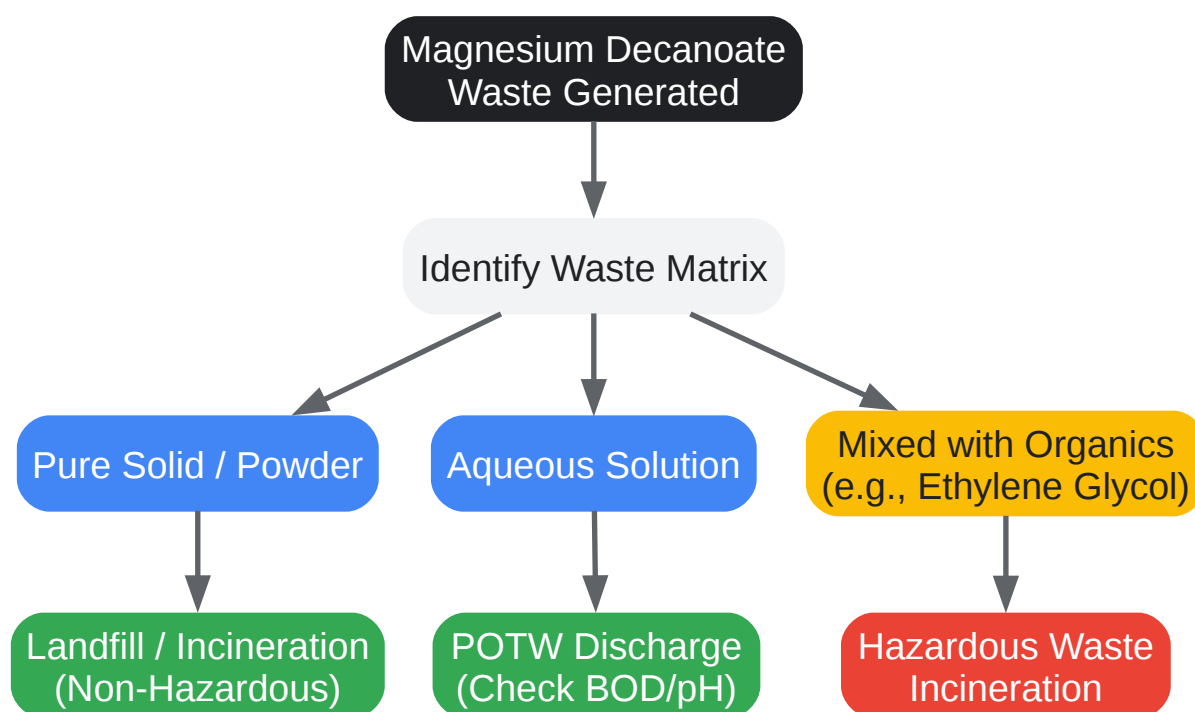 Magnesium Decanoate
Waste Generated
Identify Waste Matrix
Pure Solid / Powder
Aqueous Solution
Mixed with Organics
(e.g., Ethylene Glycol)
Landfill / Incineration
(Non-Hazardous)
POTW Discharge
(Check BOD/pH)
Hazardous Waste
Incineration